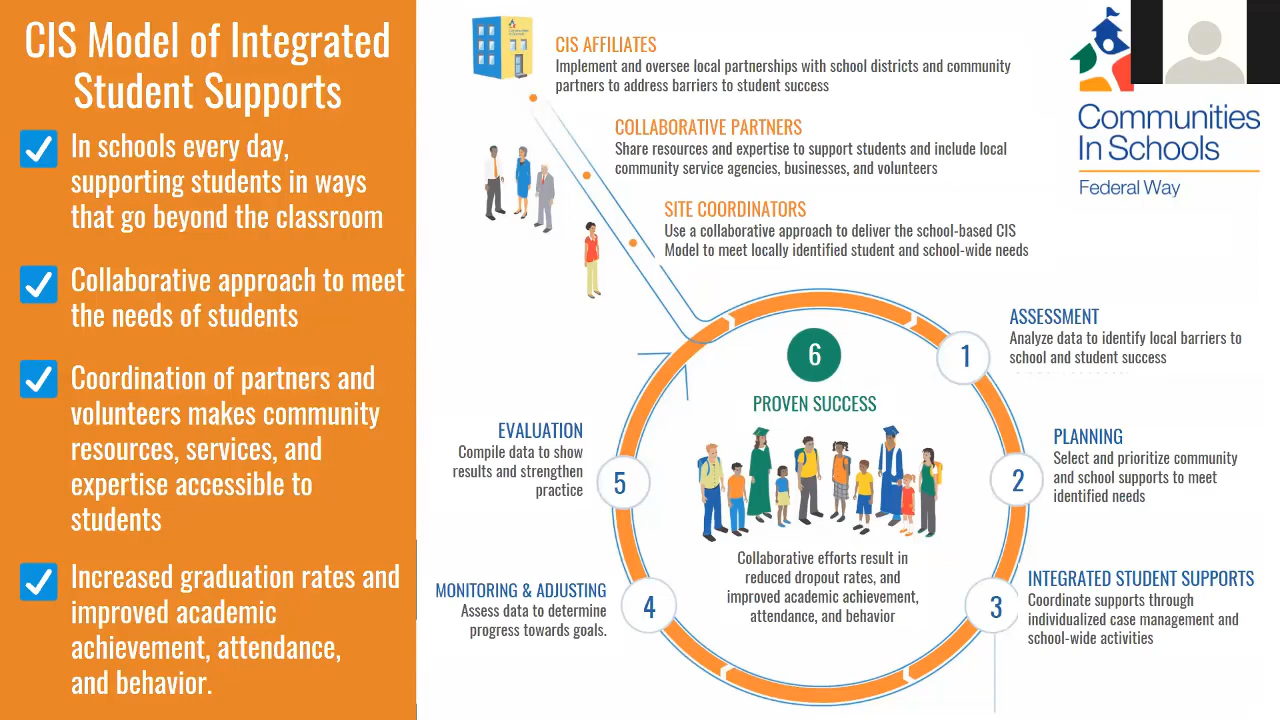 CIS Model of Integrated
Student Supports
In schools every day,
supporting students in ways
that go beyond the classroom
Collaborative approach to meet
the needs of students
Coordination of partners and
volunteers makes community
resources, services, and
expertise accessible to
students
Increased graduation rates and
improved academic
achievement, attendance,
and behavior.
Communities
In Schools
CIS AFFILIATES
Implement and oversee local partnerships with school districts and community
partners to address barriers to student success
COLLABORATIVE PARTNERS
Share resources and expertise to support students and include local
community service agencies, businesses, and volunteers
SITE COORDINATORS
Use a collaborative approach to deliver the school-based CIS
Model to meet locally identified student and school-wide needs
Communities
In Schools
Federal Way
1
ASSESSMENT
Analyze data to identify local barriers to
school and student success
2
PLANNING
Select and prioritize community
and school supports to meet
identified needs
3
INTEGRATED STUDENT SUPPORTS
Coordinate supports through
individualized case management and
school-wide activities
4
MONITORING & ADJUSTING
Assess data to determine
progress towards goals.
5
EVALUATION
Compile data to show
results and strengthen
practice
6
PROVEN SUCCESS
Collaborative efforts result in
reduced dropout rates, and
improved academic achievement,
attendance, and behavior